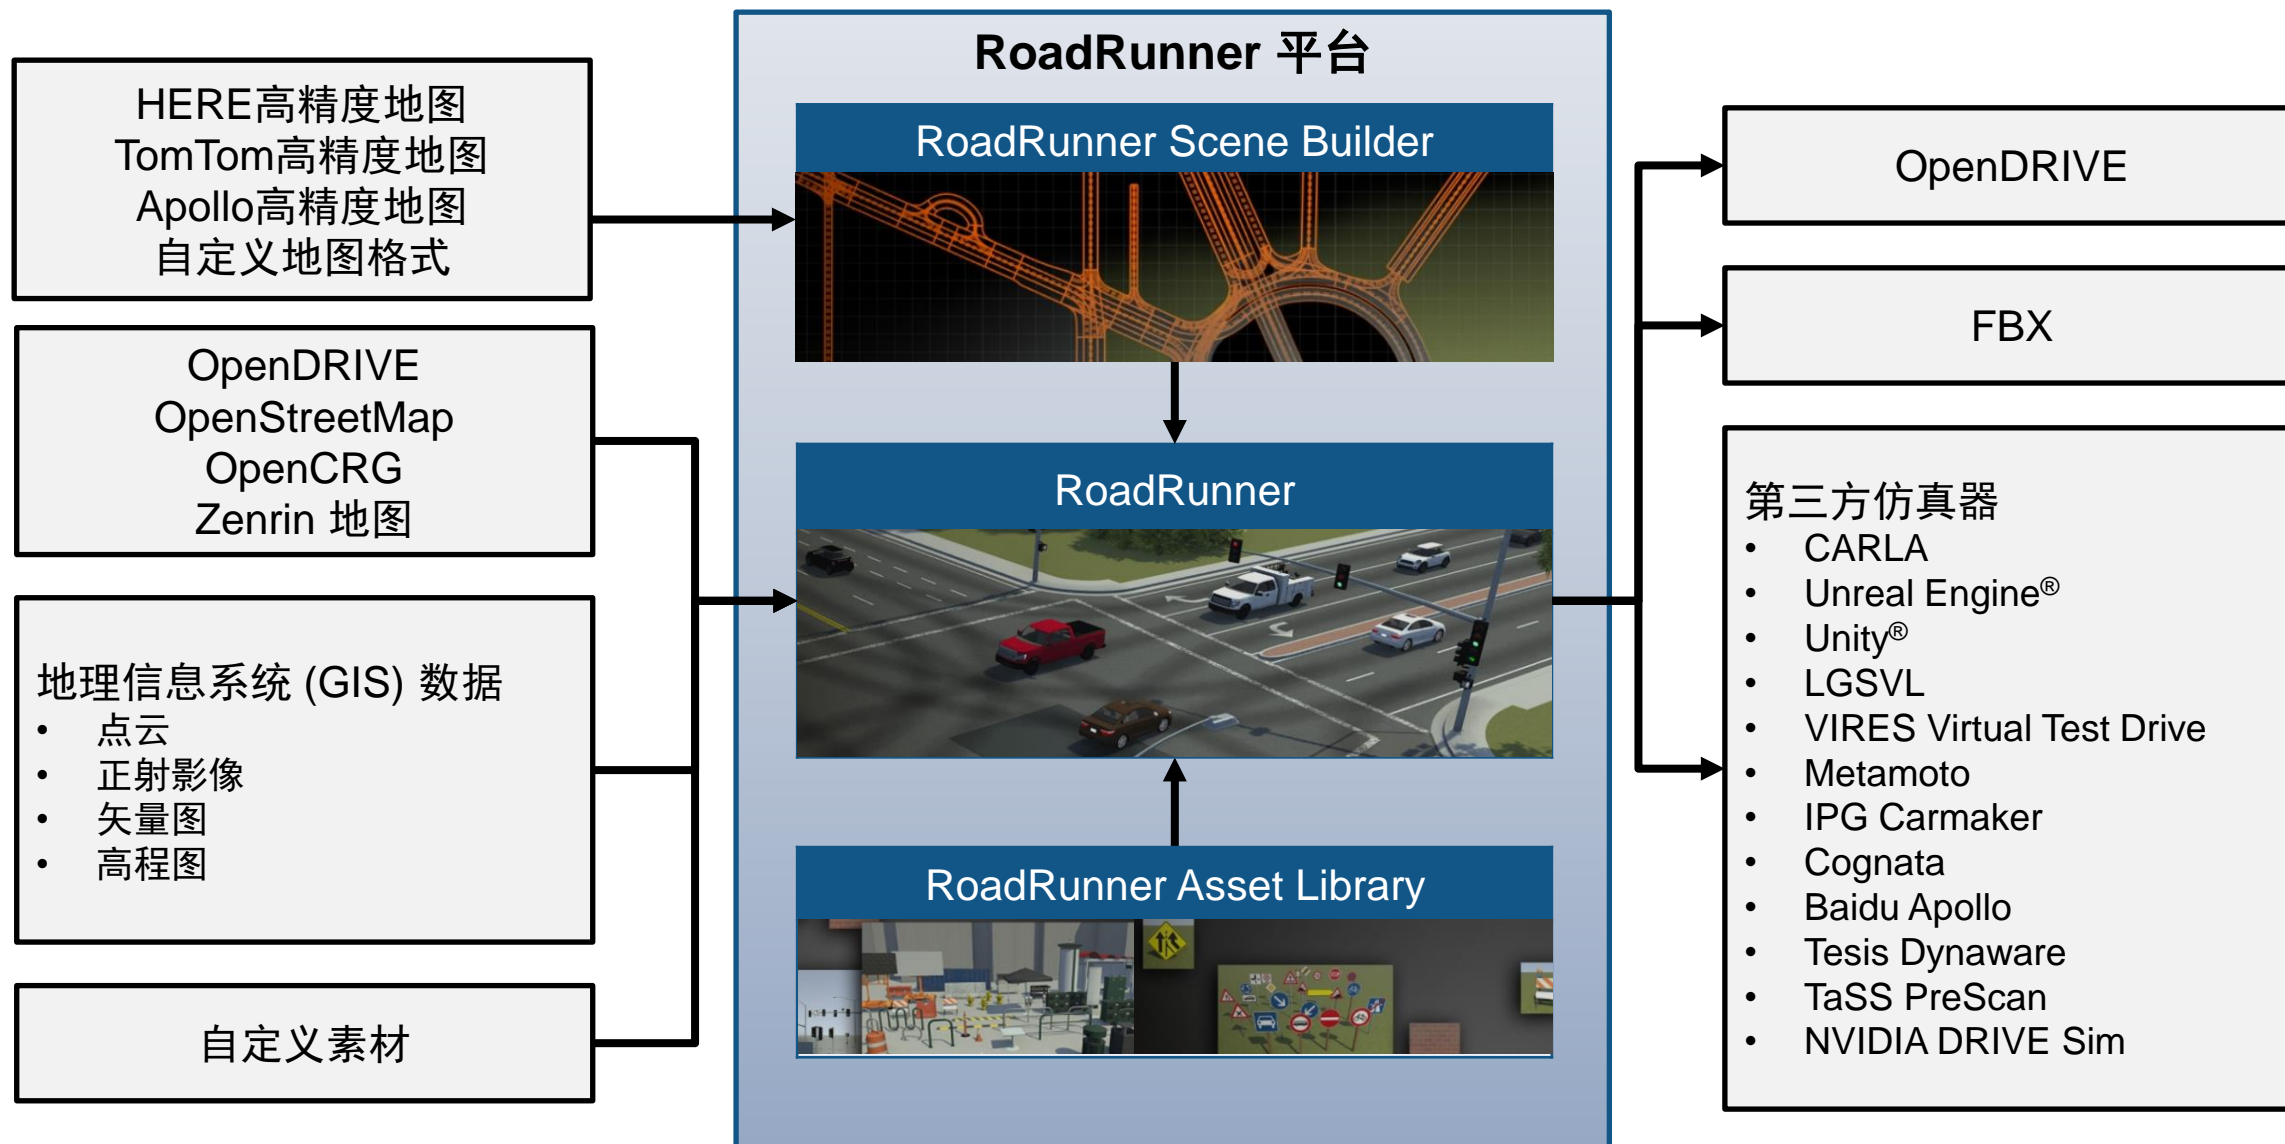 RoadRunner 平台
HERE高精度地图
TomTom高精度地图
Apollo高精度地图
自定义地图格式
OpenDRIVE
OpenStreetMap
OpenCRG
Zenrin 地图
地理信息系统 (GIS) 数据
• 点云
• 正射影像
• 矢量图
• 高程图
自定义素材
RoadRunner Scene Builder
RoadRunner
RoadRunner Asset Library
OpenDRIVE
FBX
第三方仿真器
• CARLA
• Unreal Engine®
• Unity®
• LGSVL
• VIRES Virtual Test Drive
• Metamoto
• IPG Carmaker
• Cognata
• Baidu Apollo
• Tesis Dynaware
• TaSS PreScan
• NVIDIA DRIVE Sim